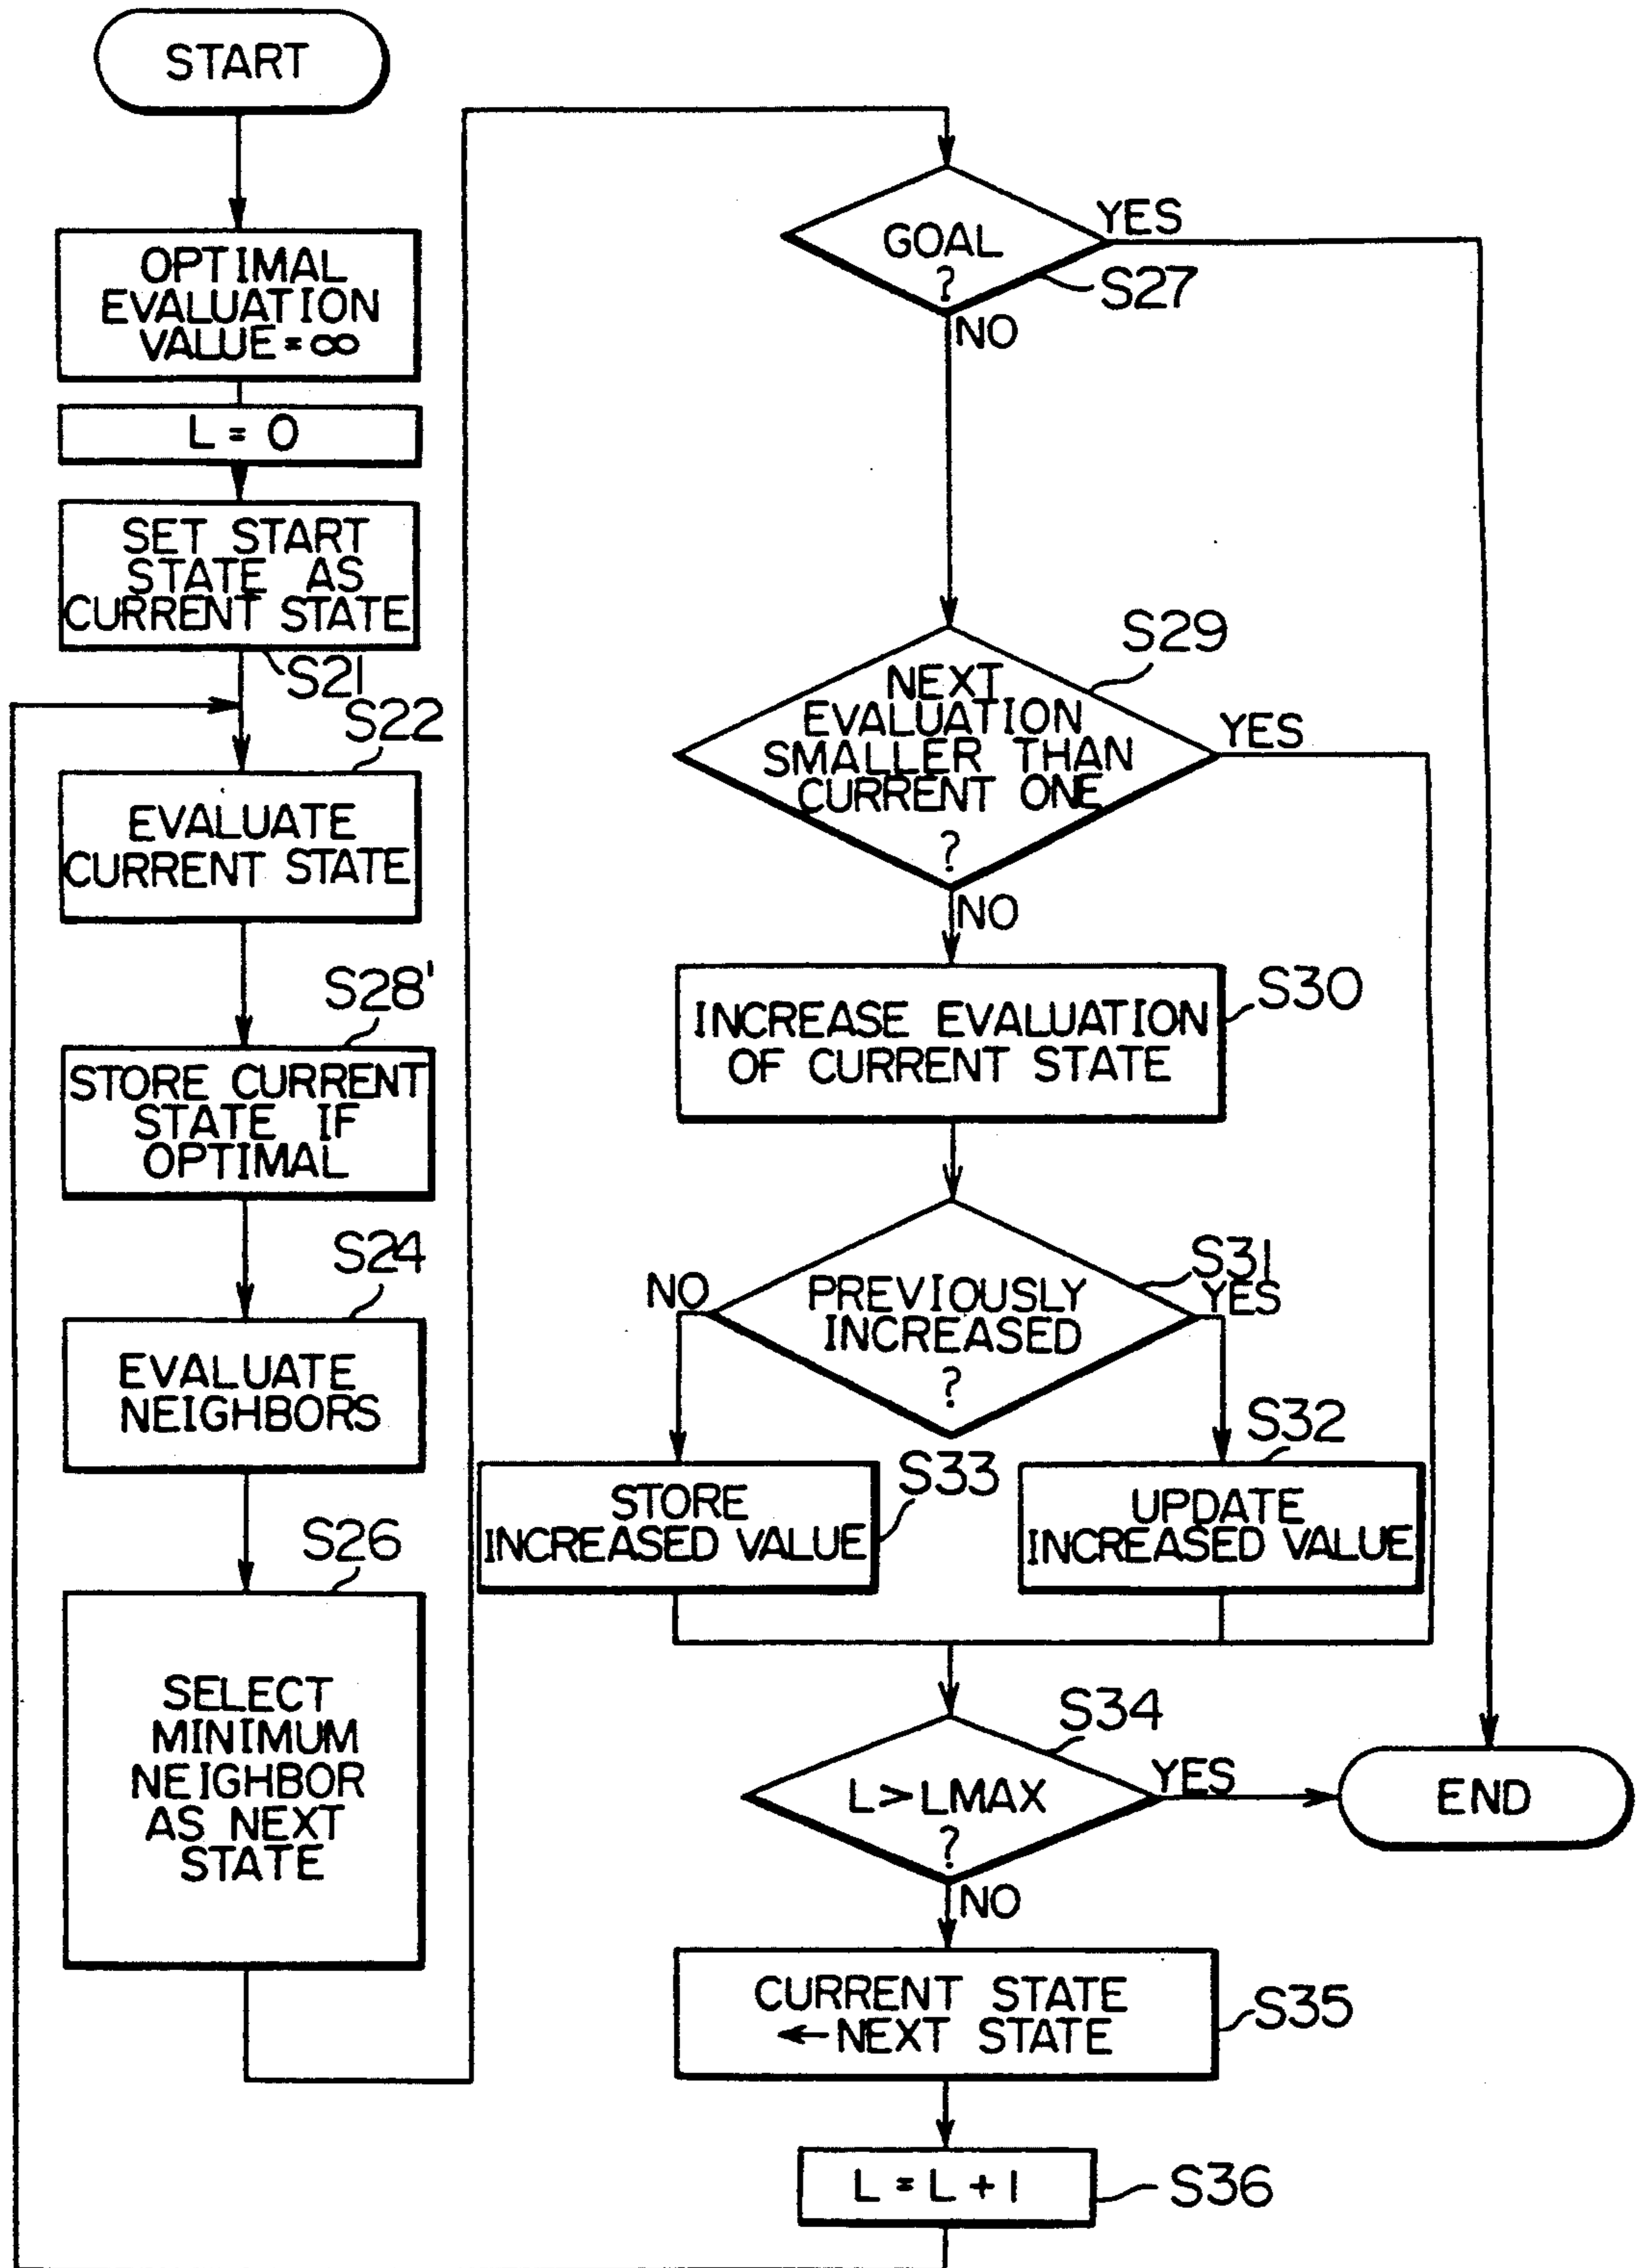 START
OPTIMAL
EVALUATION
VALUE = ∞
L = 0
SET START
STATE AS
CURRENT STATE
S21
S22
EVALUATE
CURRENT STATE
S28'
STORE CURRENT
STATE IF
OPTIMAL
S24
EVALUATE
NEIGHBORS
S26
SELECT
MINIMUM
NEIGHBOR
AS NEXT
STATE
GOAL
?
YES
S27
NO
S29
NEXT
EVALUATION
SMALLER THAN
CURRENT ONE
?
YES
NO
S30
INCREASE EVALUATION
OF CURRENT STATE
S31
PREVIOUSLY
INCREASED
?
NO
YES
S33
STORE
INCREASED VALUE
S32
UPDATE
INCREASED VALUE
S34
L > LMAX
?
YES
END
NO
CURRENT STATE
← NEXT STATE
S35
L = L + 1
S36